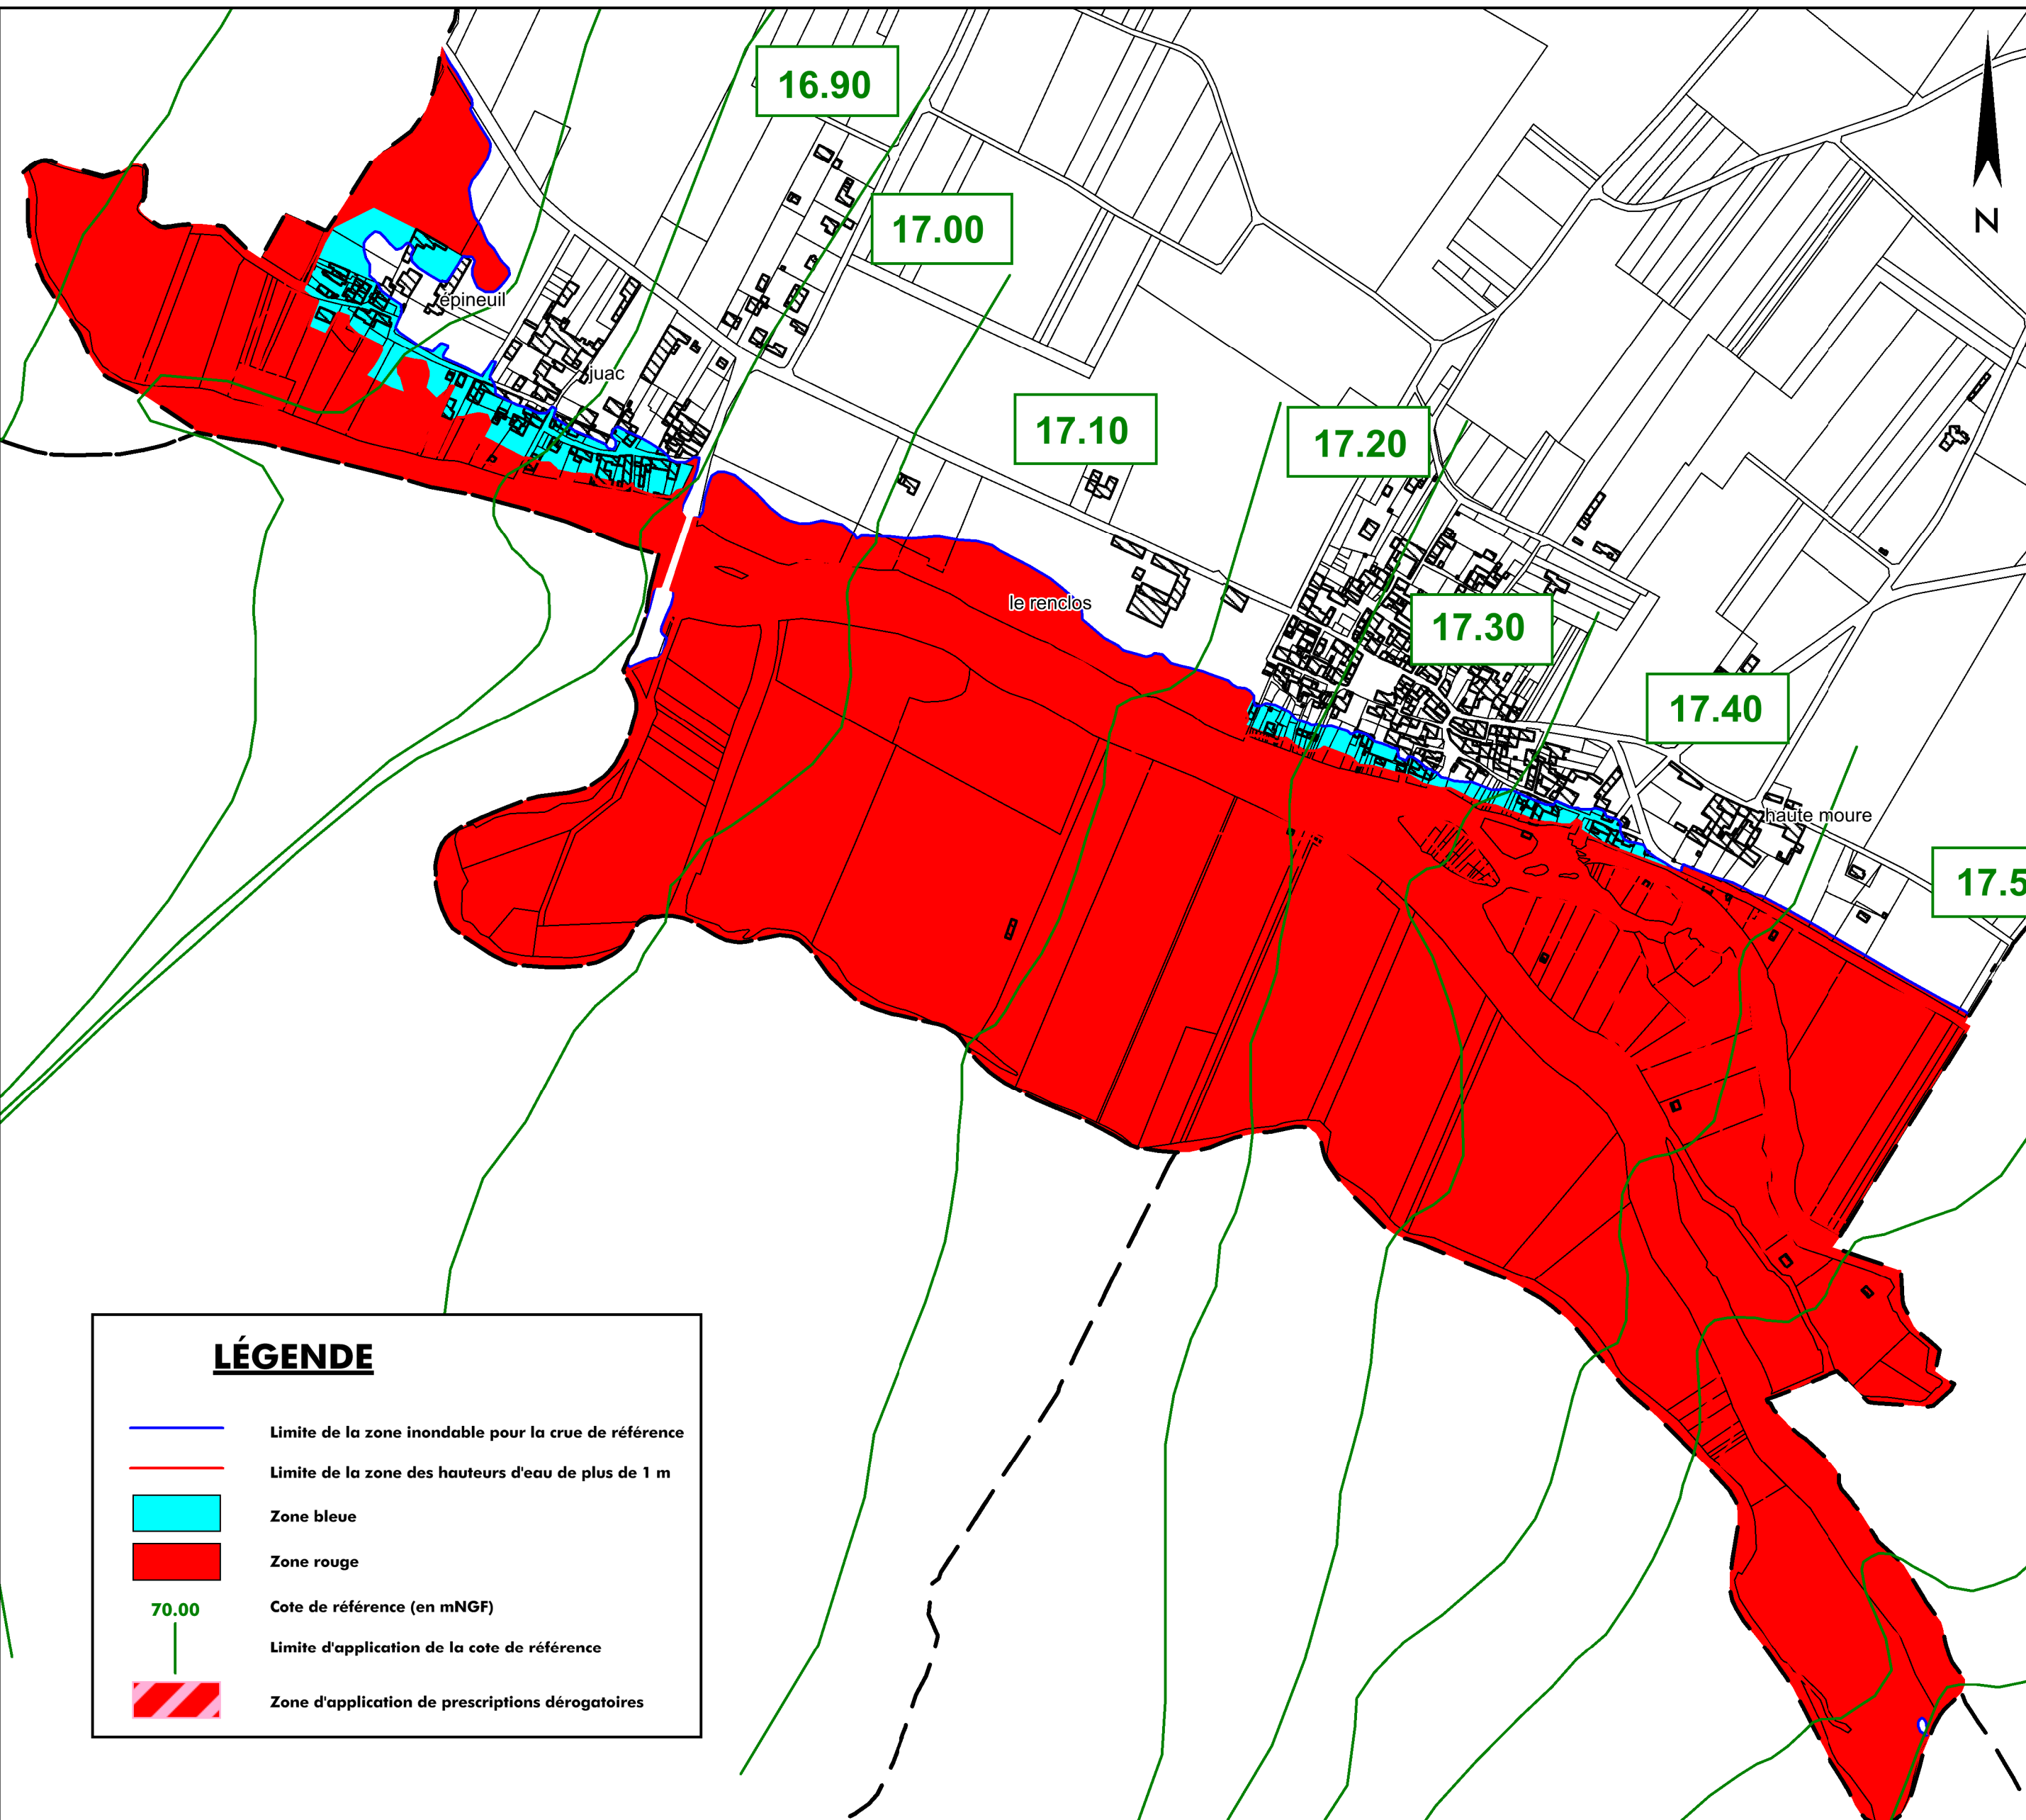 16.90
17.00
N
épineuil
juac
17.10
17.20
le renclos
17.30
17.40
haute moure
17.5
LÉGENDE
Limite de la zone inondable pour la crue de référence
Limite de la zone des hauteurs d'eau de plus de 1 m
Zone bleue
Zone rouge
70.00 Cote de référence (en mNGF)
Limite d'application de la cote de référence
Zone d'application de prescriptions dérogatoires